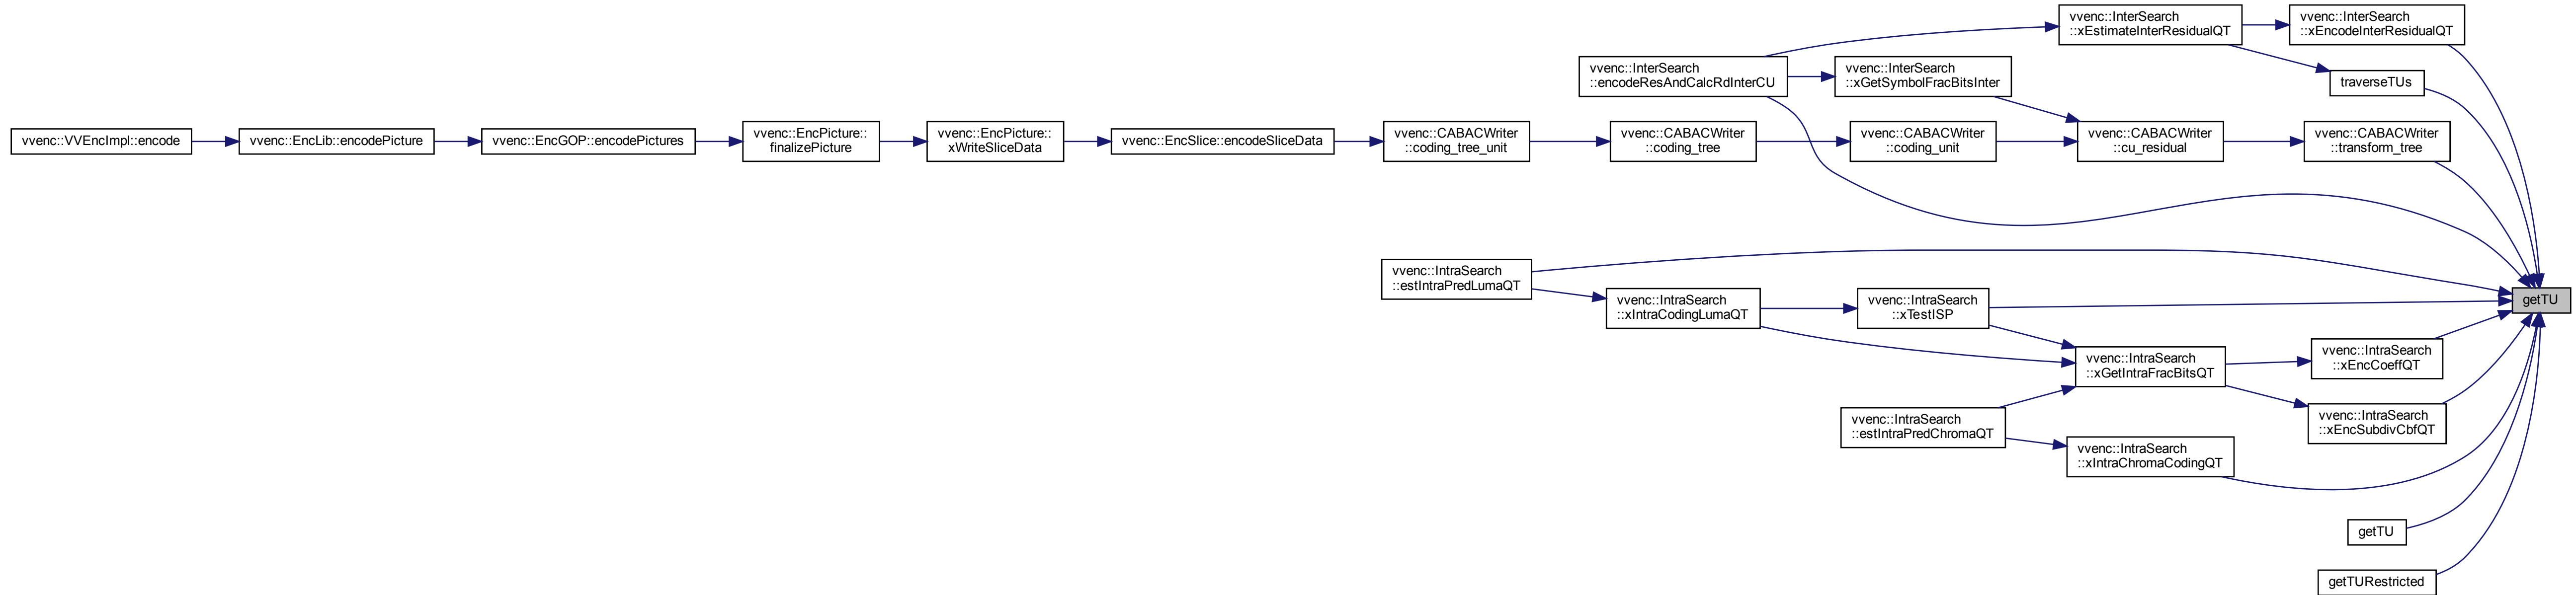 vvenc::InterSearch
::xEstimateInterResidualQT
vvenc::InterSearch
::xEncodeInterResidualQT
vvenc::InterSearch
::encodeResAndCalcRdInterCU
vvenc::InterSearch
::xGetSymbolFracBitsInter
traverseTUs
vvenc::VVEncImpl::encode
vvenc::EncLib::encodePicture
vvenc::EncGOP::encodePictures
vvenc::EncPicture::
finalizePicture
vvenc::EncPicture::
xWriteSliceData
vvenc::EncSlice::encodeSliceData
vvenc::CABACWriter
::coding_tree_unit
vvenc::CABACWriter
::coding_tree
vvenc::CABACWriter
::coding_unit
vvenc::CABACWriter
::cu_residual
vvenc::CABACWriter
::transform_tree
vvenc::IntraSearch
::estIntraPredLumaQT
vvenc::IntraSearch
::xIntraCodingLumaQT
vvenc::IntraSearch
::xTestISP
getTU
vvenc::IntraSearch
::xGetIntraFracBitsQT
vvenc::IntraSearch
::xEncCoeffQT
vvenc::IntraSearch
::estIntraPredChromaQT
vvenc::IntraSearch
::xEncSubdivCbfQT
vvenc::IntraSearch
::xIntraChromaCodingQT
getTU
getTURestricted